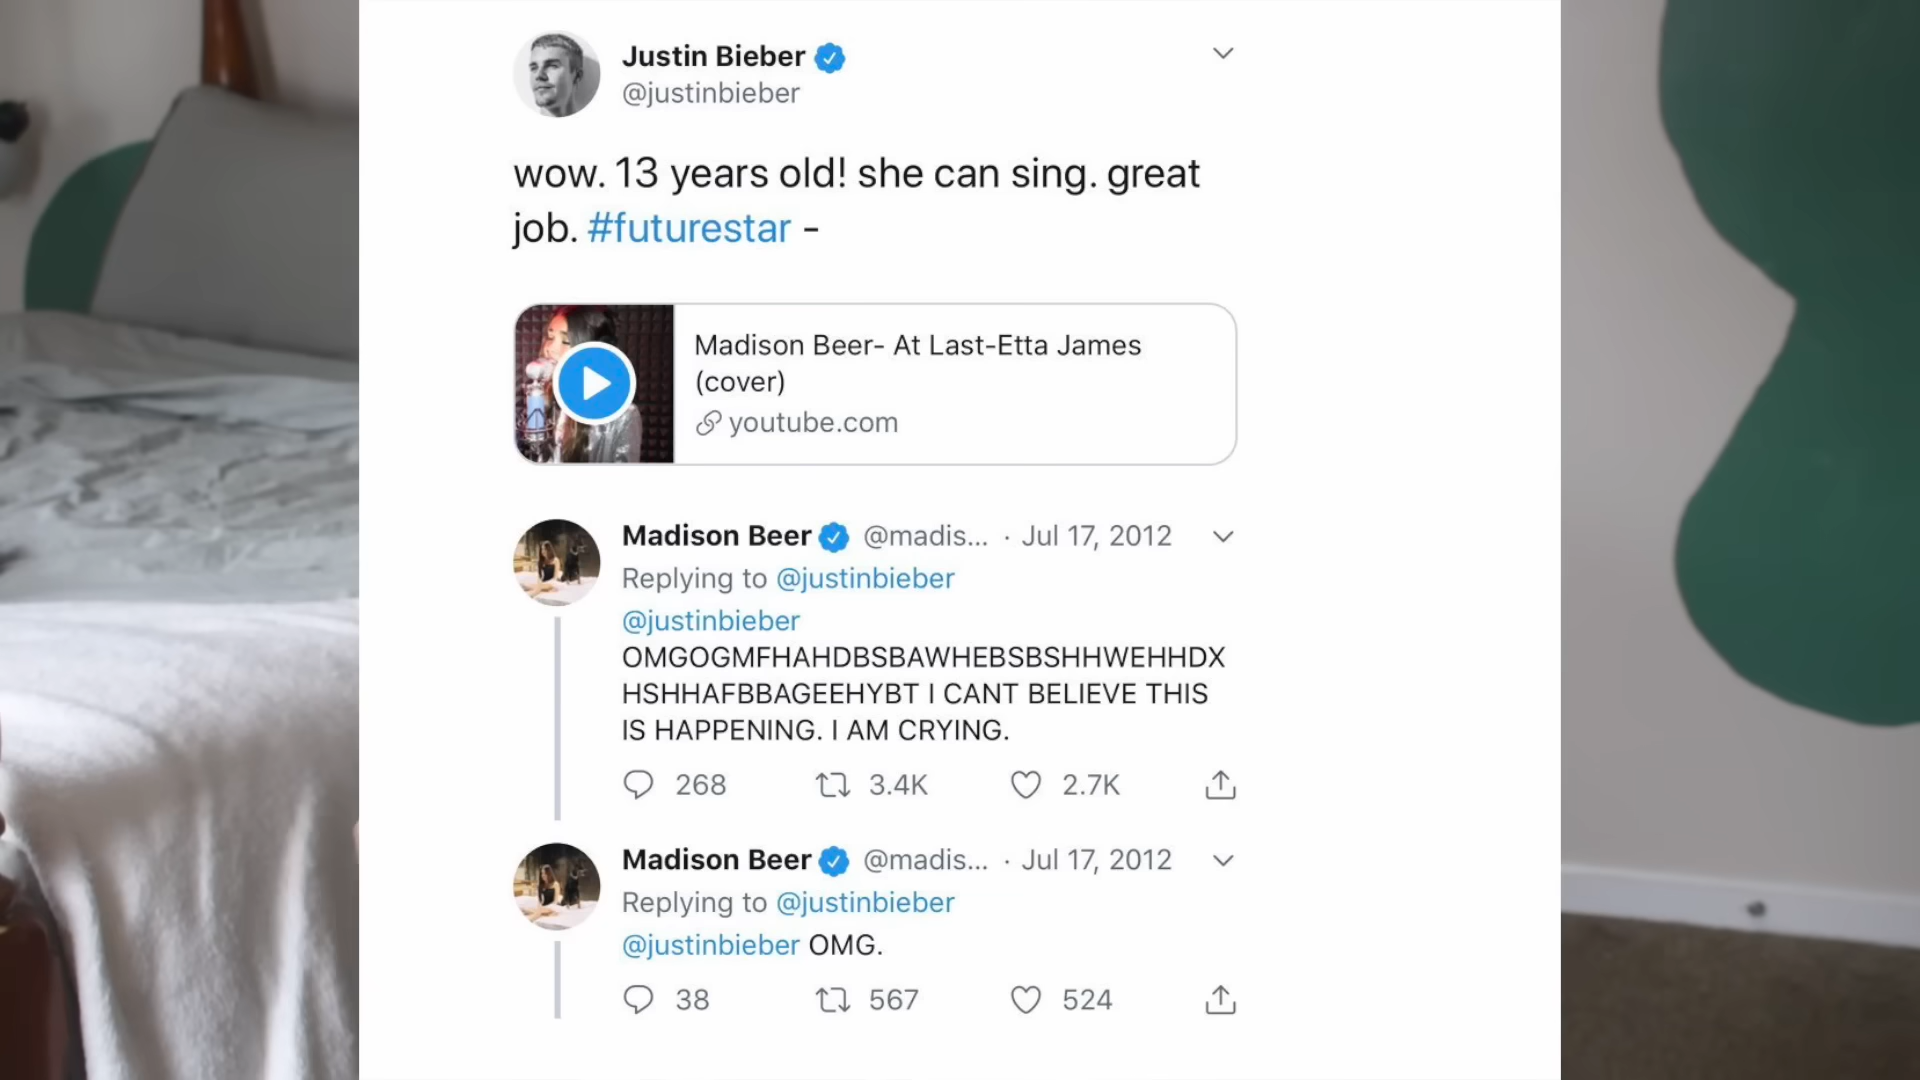 Justin Bieber
@justinbieber
wow. 13 years old! she can sing. great
job. #futurestar -
Madison Beer- At Last-Etta James
(cover)
youtube.com
Madison Beer @madis... · Jul 17, 2012
Replying to @justinbieber
@justinbieber
OMGOGMFHAHDBSBAWHEBSBSHHWEHHDX
HSHHAFBBAGEEHYBT I CANT BELIEVE THIS
IS HAPPENING. I AM CRYING.
268 3.4K 2.7K
Madison Beer @madis... · Jul 17, 2012
Replying to @justinbieber
@justinbieber OMG.
38 567 524